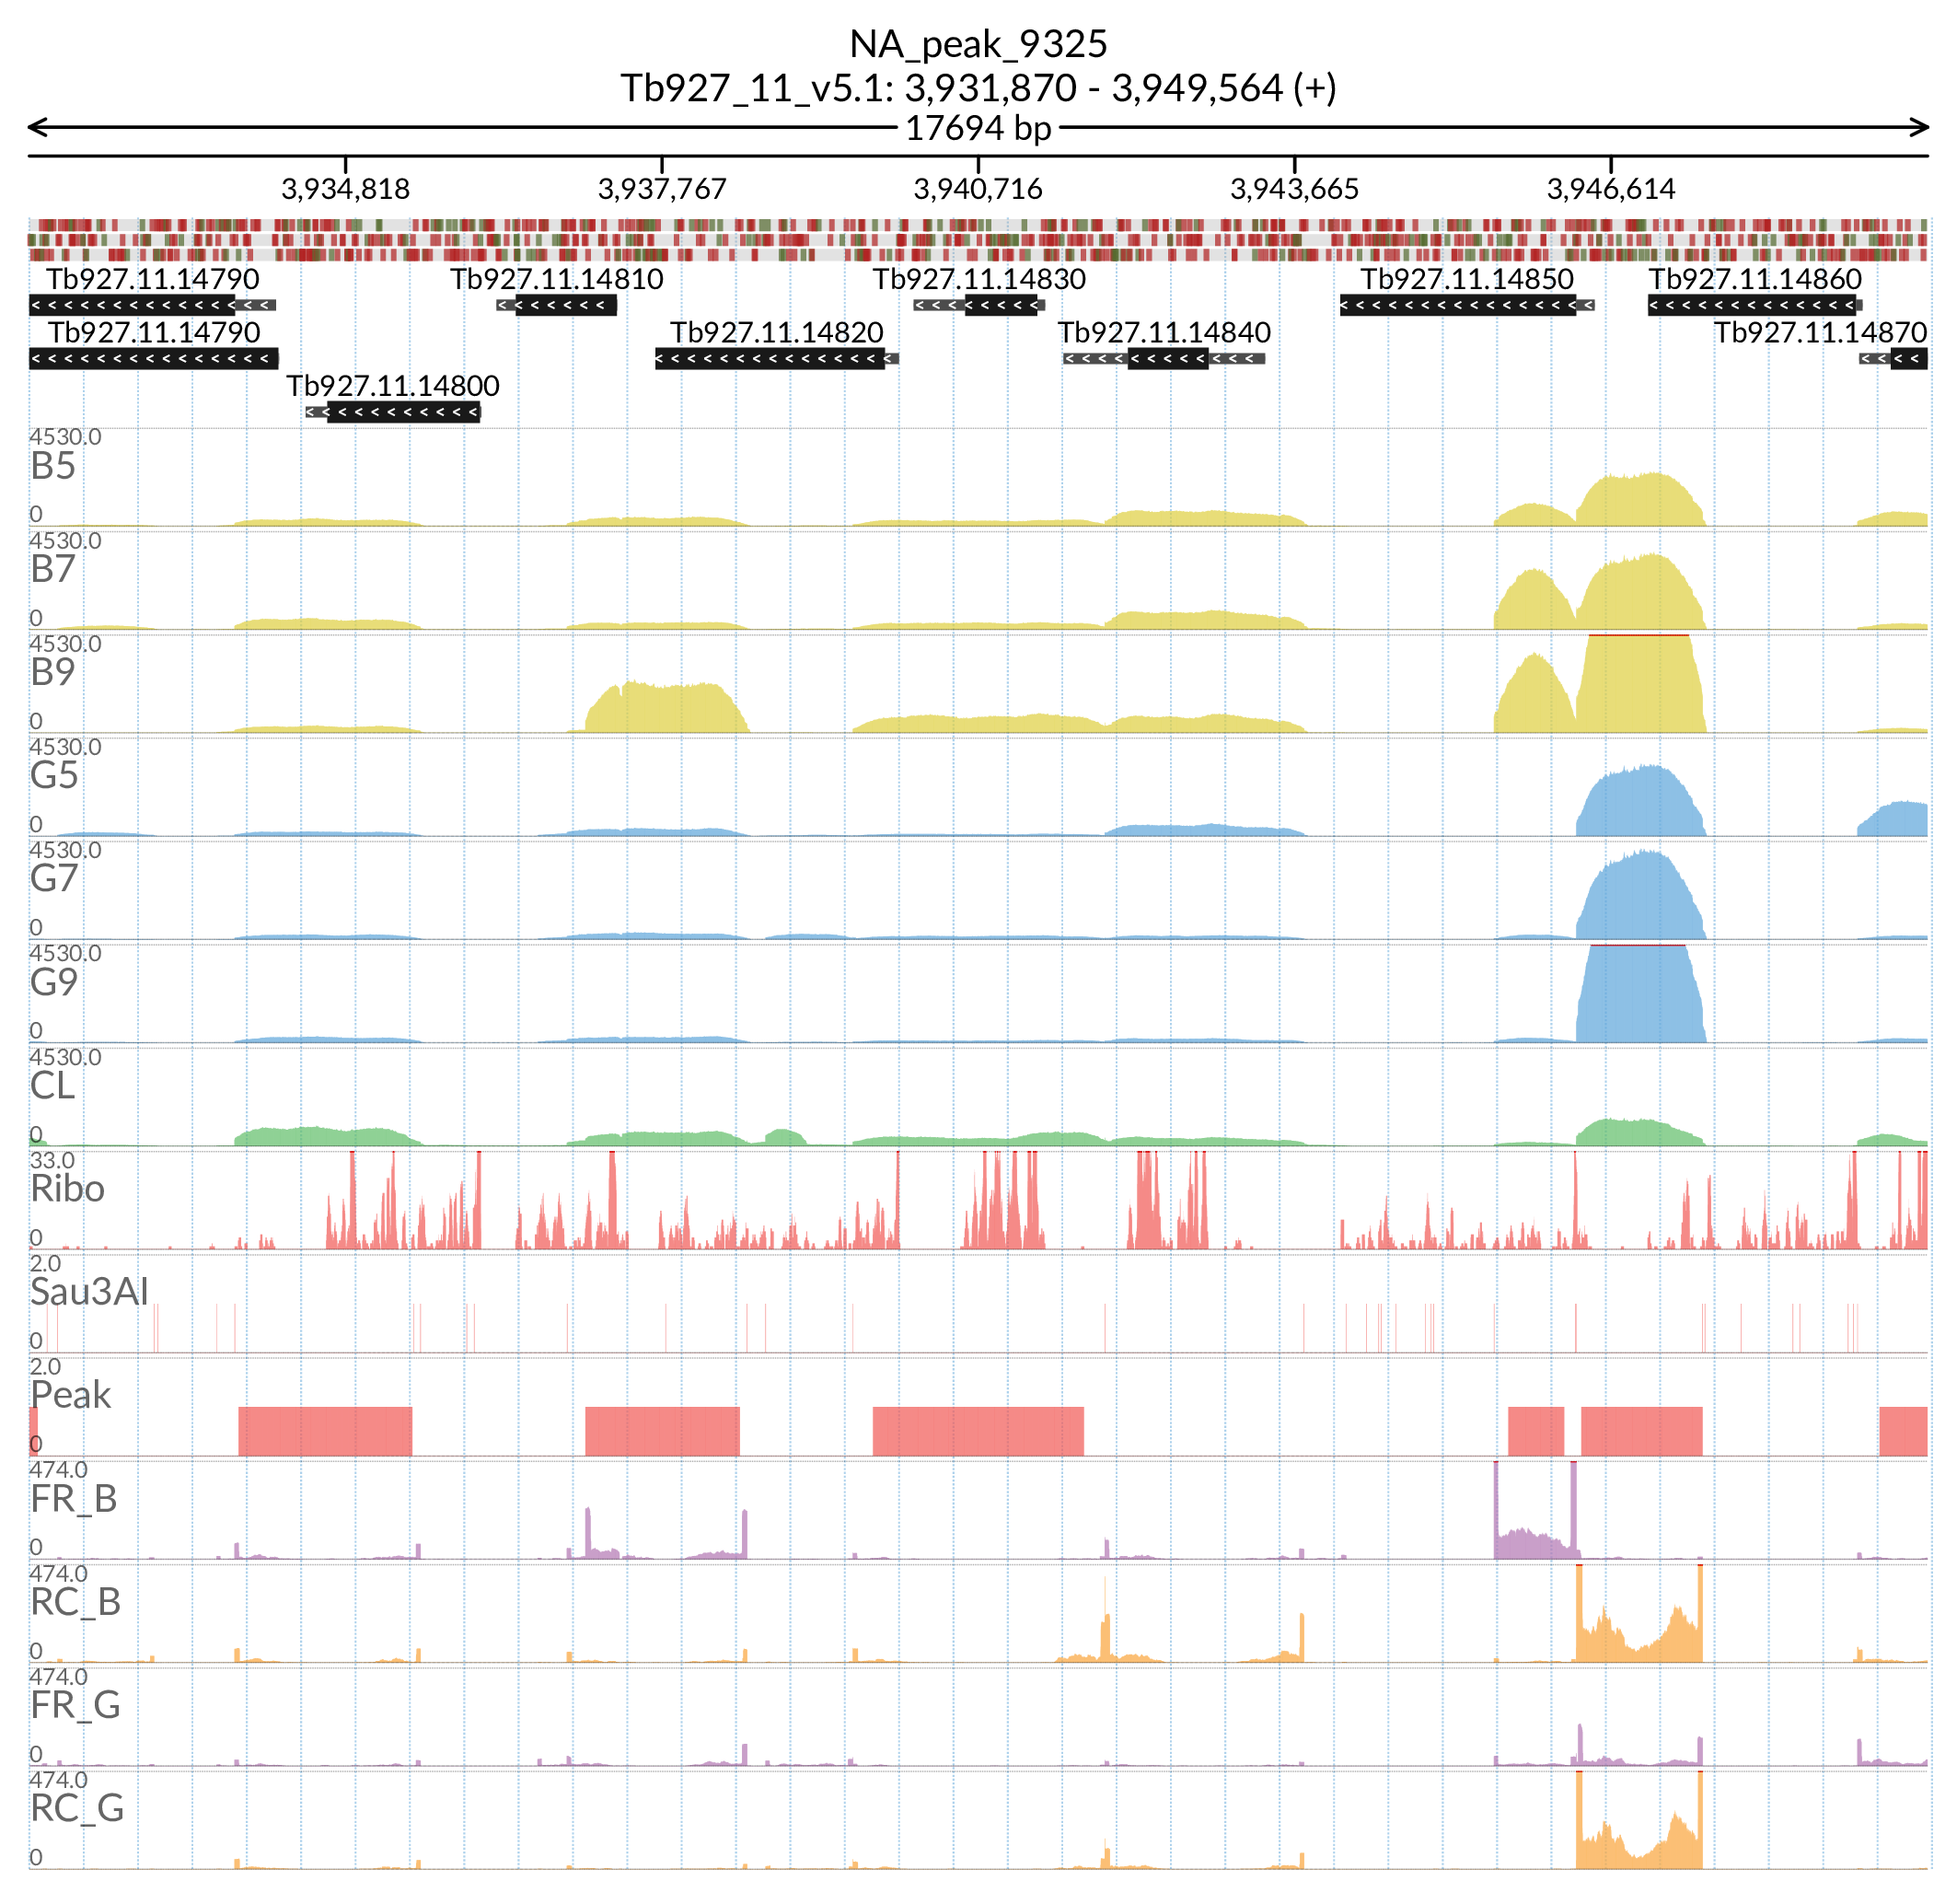 NA_peak_9325
Tb927_11_v5.1: 3,931,870 - 3,949,564 (+)
17694 bp
3,934,818 3,937,767 3,940,716 3,943,665 3,946,614
Tb927.11.14790 Tb927.11.14810 Tb927.11.14830 Tb927.11.14850 Tb927.11.14860
Tb927.11.14790 Tb927.11.14820 Tb927.11.14840 Tb927.11.14870
Tb927.11.14800
4530.0
B5
0
4530.0
B7
0
4530.0
B9
0
4530.0
G5
0
4530.0
G7
0
4530.0
G9
0
4530.0
CL
0
33.0
Ribo
0
2.0
Sau3AI
0
2.0
Peak
0
474.0
FR_B
0
474.0
RC_B
0
474.0
FR_G
0
474.0
RC_G
0